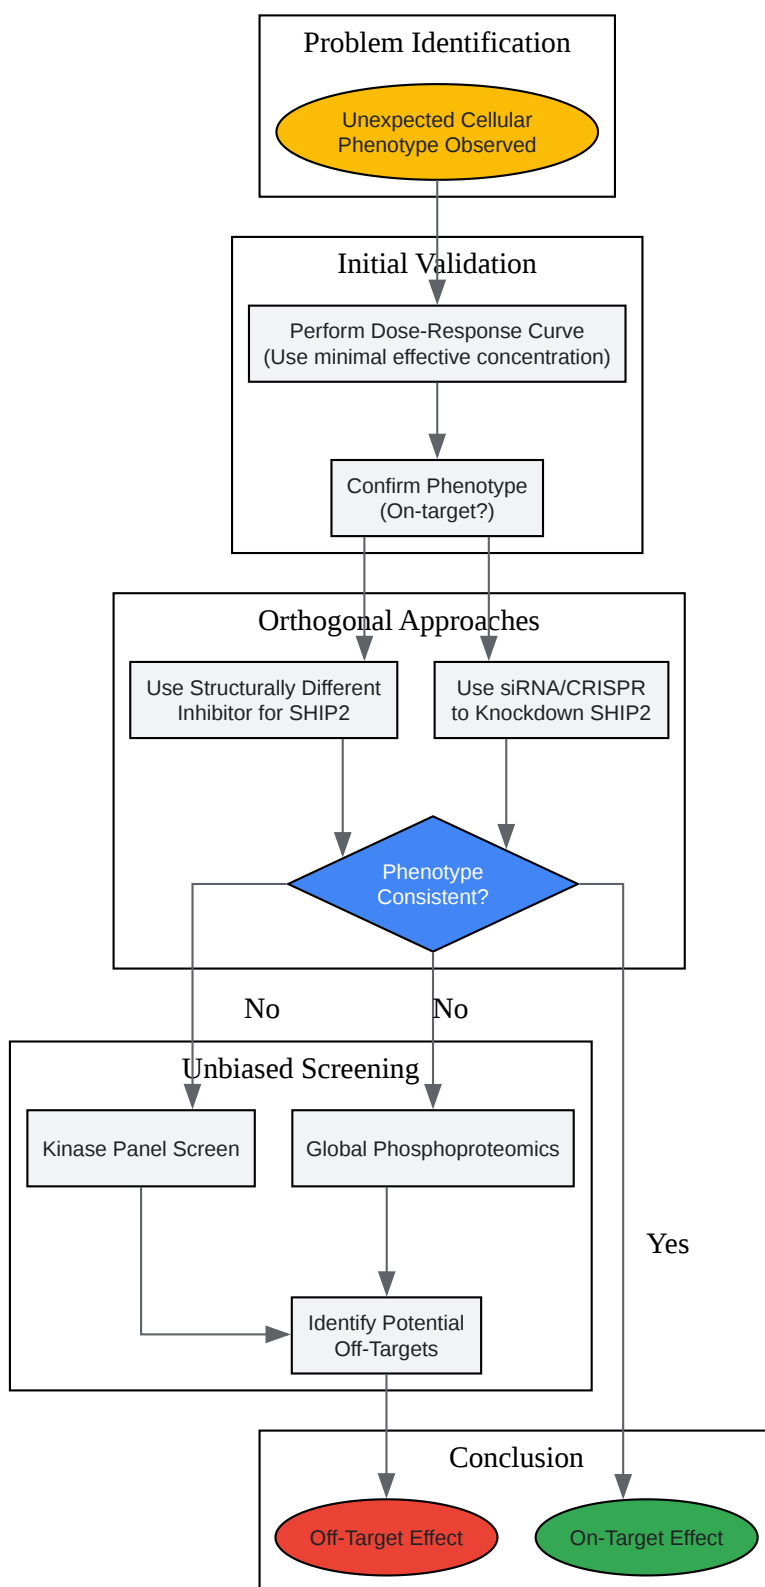 Problem Identification
Unexpected Cellular
Phenotype Observed
Initial Validation
Perform Dose-Response Curve
(Use minimal effective concentration)
Confirm Phenotype
(On-target?)
Orthogonal Approaches
Use Structurally Different
Inhibitor for SHIP2
Use siRNA/CRISPR
to Knockdown SHIP2
Phenotype
Consistent?
No
No
Unbiased Screening
Kinase Panel Screen
Global Phosphoproteomics
Yes
Identify Potential
Off-Targets
Conclusion
Off-Target Effect
On-Target Effect